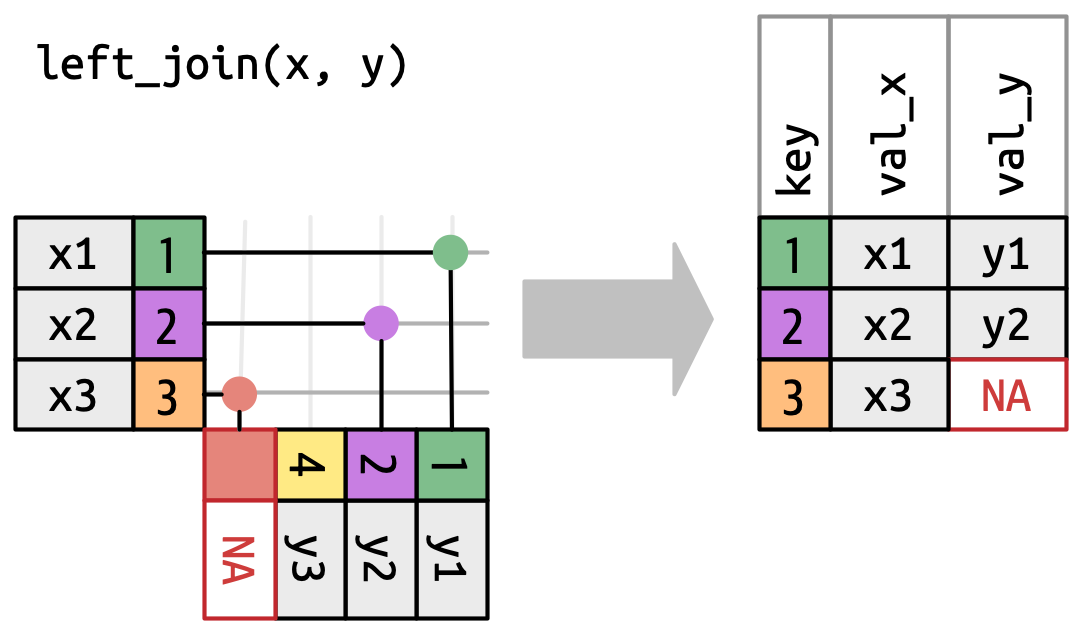 left_join(x, y)
key val_x val_y
x1 1
x2 2
x3 3
4 2 1
NA y3 y2 y1
1 x1 y1
2 x2 y2
3 x3 NA